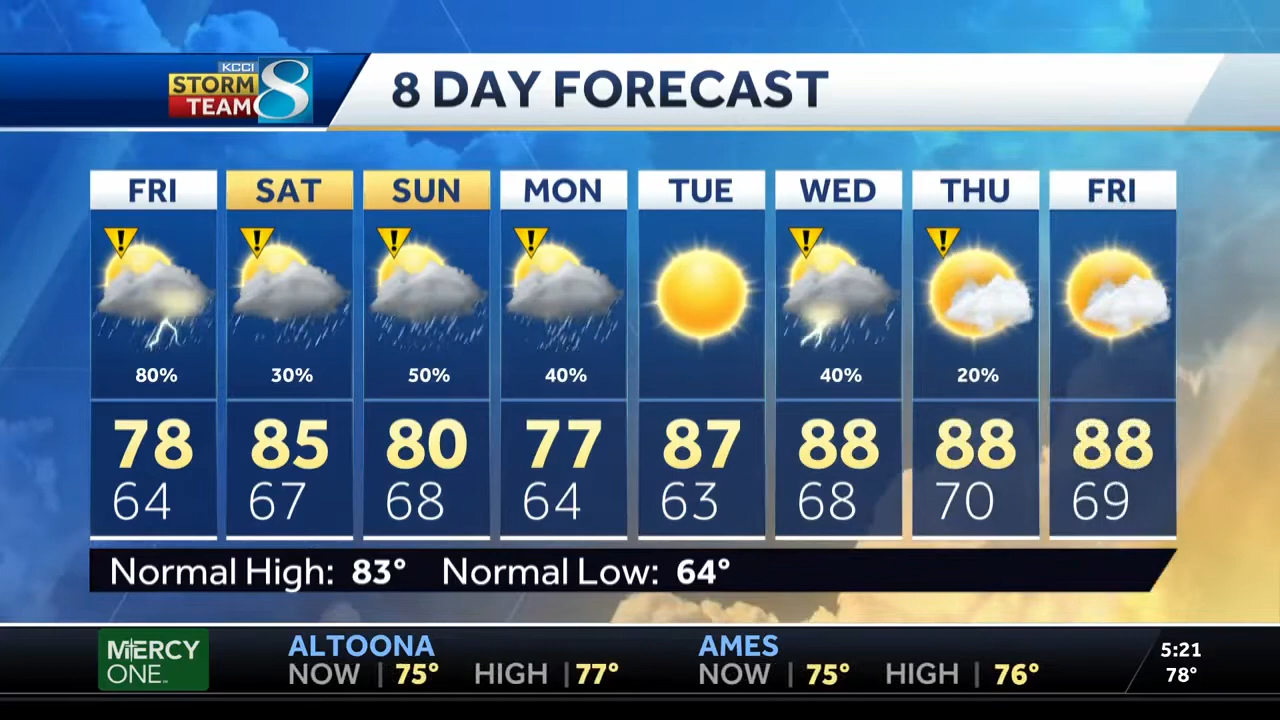 KCCI
STORM
TEAM 8
8 DAY FORECAST
FRI SAT SUN MON TUE WED THU FRI
! ! ! ! ! !
80% 30% 50% 40% 40% 20%
78 85 80 77 87 88 88 88
64 67 68 64 63 68 70 69
Normal High: 83° Normal Low: 64°
MERCY
ONE
ALTOONA AMES
NOW | 75° HIGH | 77° NOW | 75° HIGH | 76°
5:21
78°